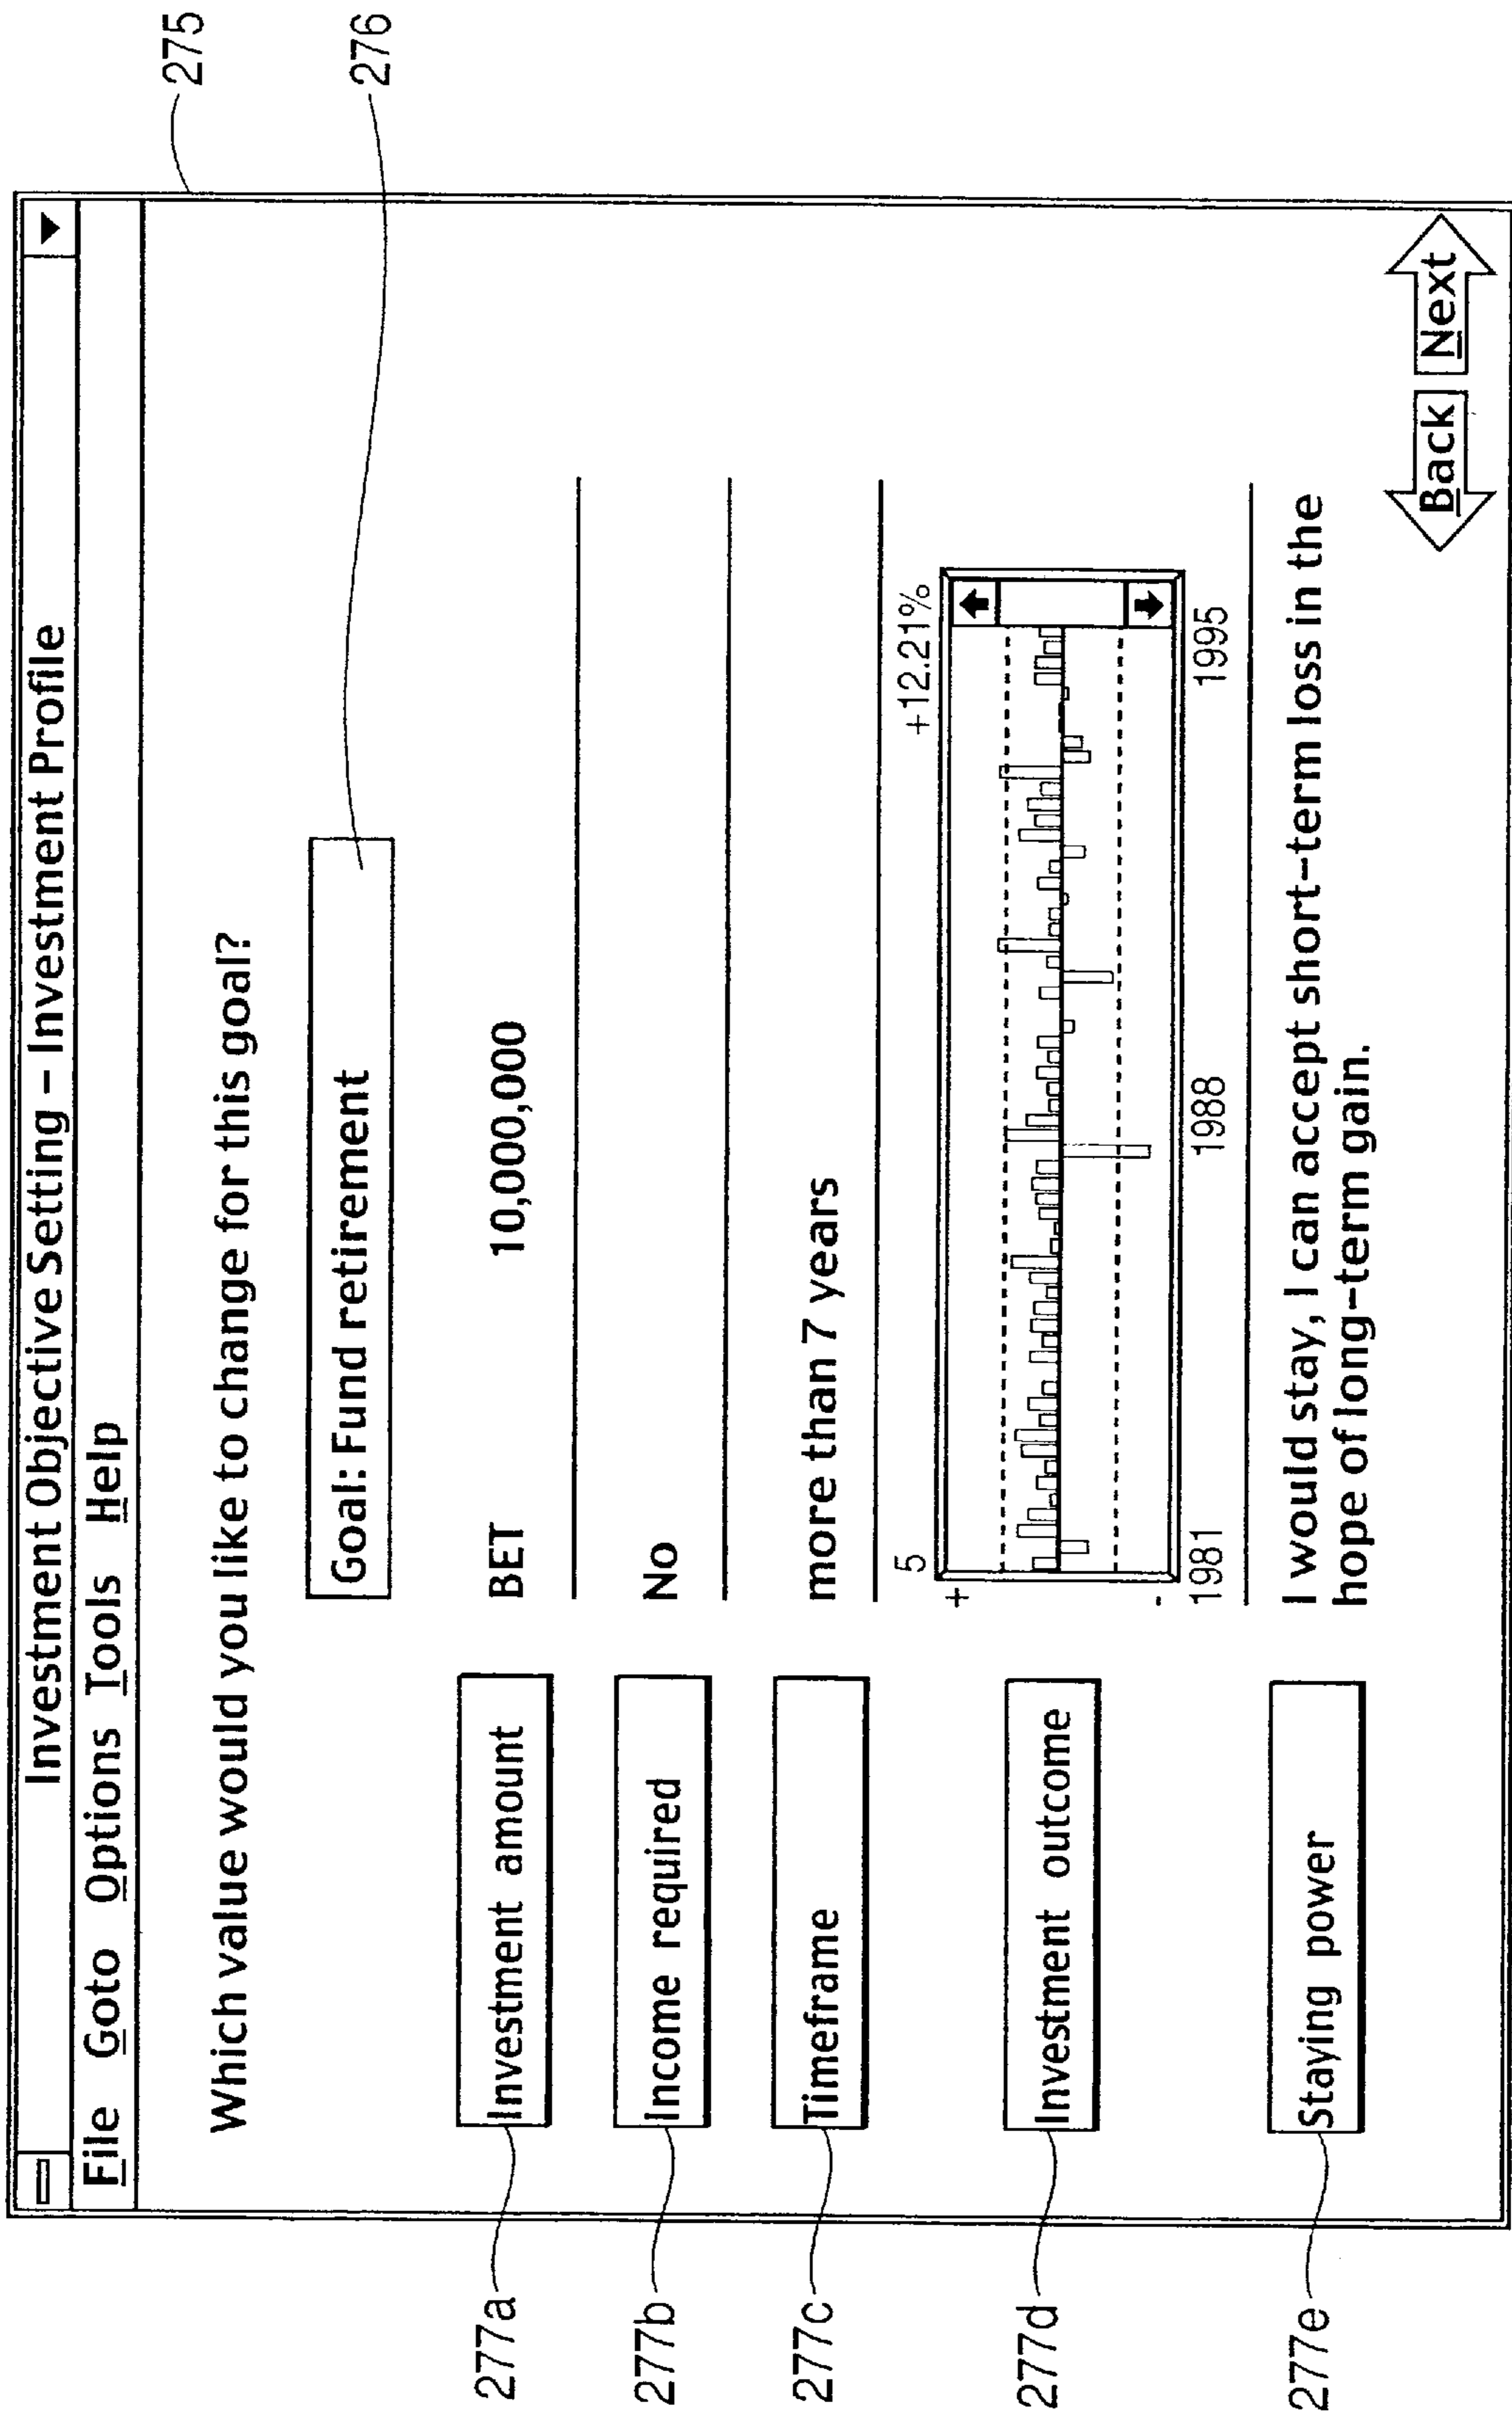 Investment Objective Setting – Investment Profile
File Goto Options Tools Help
275
Which value would you like to change for this goal?
Goal: Fund retirement
276
277a
Investment amount
BET 10,000,000
277b
Income required
No
277c
Timeframe
more than 7 years
277d
Investment outcome
5 +12.21%
+
-
1981 1988 1995
277e
Staying power
I would stay, I can accept short-term loss in the
hope of long-term gain.
Back Next